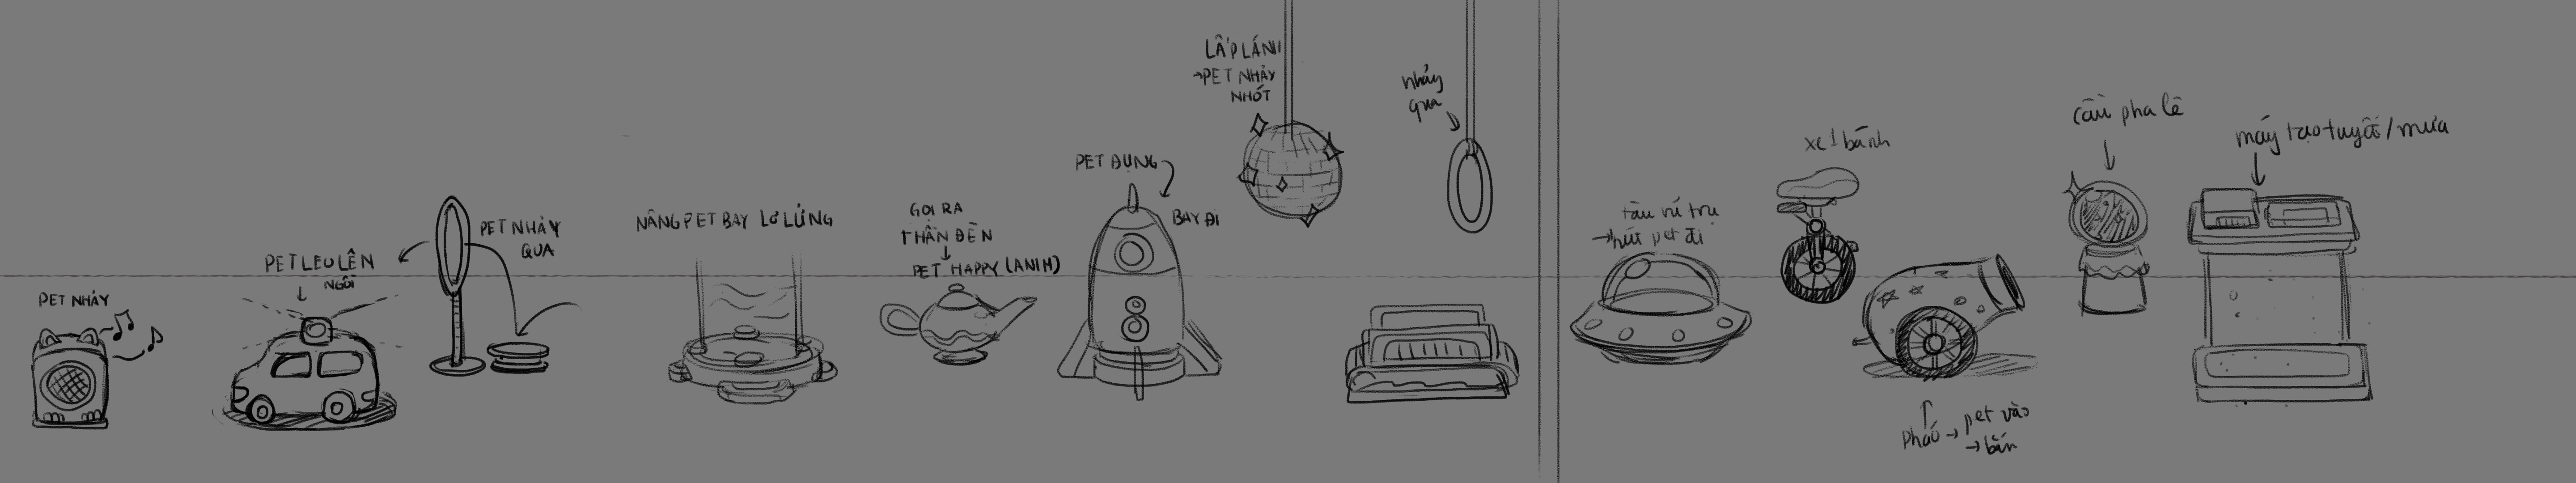 PET NHẢY
PET LEO LÊN
NGỒI
PET NHẢY
QUA
NÂNG PET BAY LƠ LỬNG
GỌI RA
THẦN ĐÈN
↓
PET HAPPY (ANIM)
PET ĐỤNG
BAY ĐI
LẤP LÁNH
→PET NHẢY
NHÓT
nhảy
qua
tàu vũ trụ
→hút pet đi
xe 1 bánh
pháo → pet vào
→ bắn
cầu pha lê
máy tạo tuyết/mưa